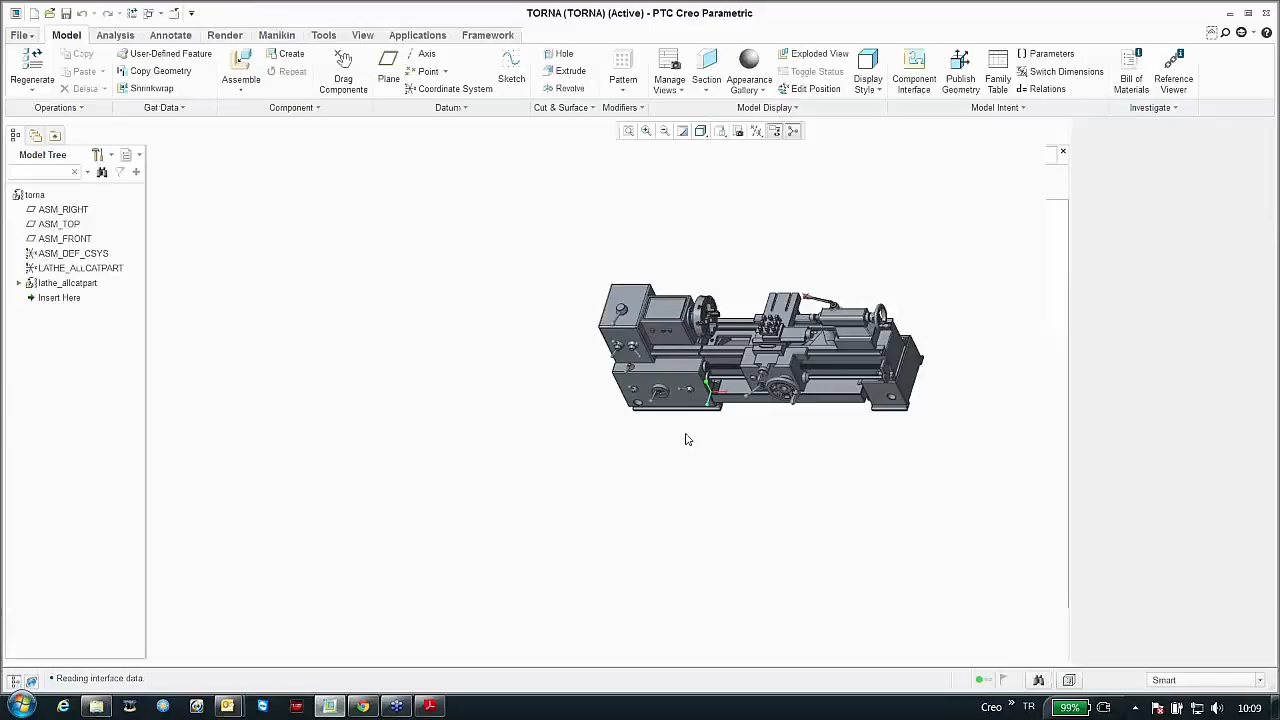 TORNA (TORNA) (Active) - PTC Creo Parametric
File Model Analysis Annotate Render Manikin Tools View Applications Framework
Regenerate
Copy
Paste
Delete
User-Defined Feature
Copy Geometry
Shrinkwrap
Assemble
Create
Repeat
Drag Components
Plane
Axis
Point
Coordinate System
Sketch
Hole
Extrude
Revolve
Pattern
Manage Views
Section
Appearance Gallery
Exploded View
Toggle Status
Edit Position
Display Style
Component Interface
Publish Geometry
Family Table
Parameters
Switch Dimensions
Relations
Bill of Materials
Reference Viewer
Operations Get Data Component Datum Cut & Surface Modifiers Model Display Model Intent Investigate
Model Tree
torna
ASM_RIGHT
ASM_TOP
ASM_FRONT
ASM_DEF_CSYS
LATHE_ALLCATPART
lathe_allcatpart
Insert Here
• Reading interface data.
Smart
Creo » TR 99% 10:09